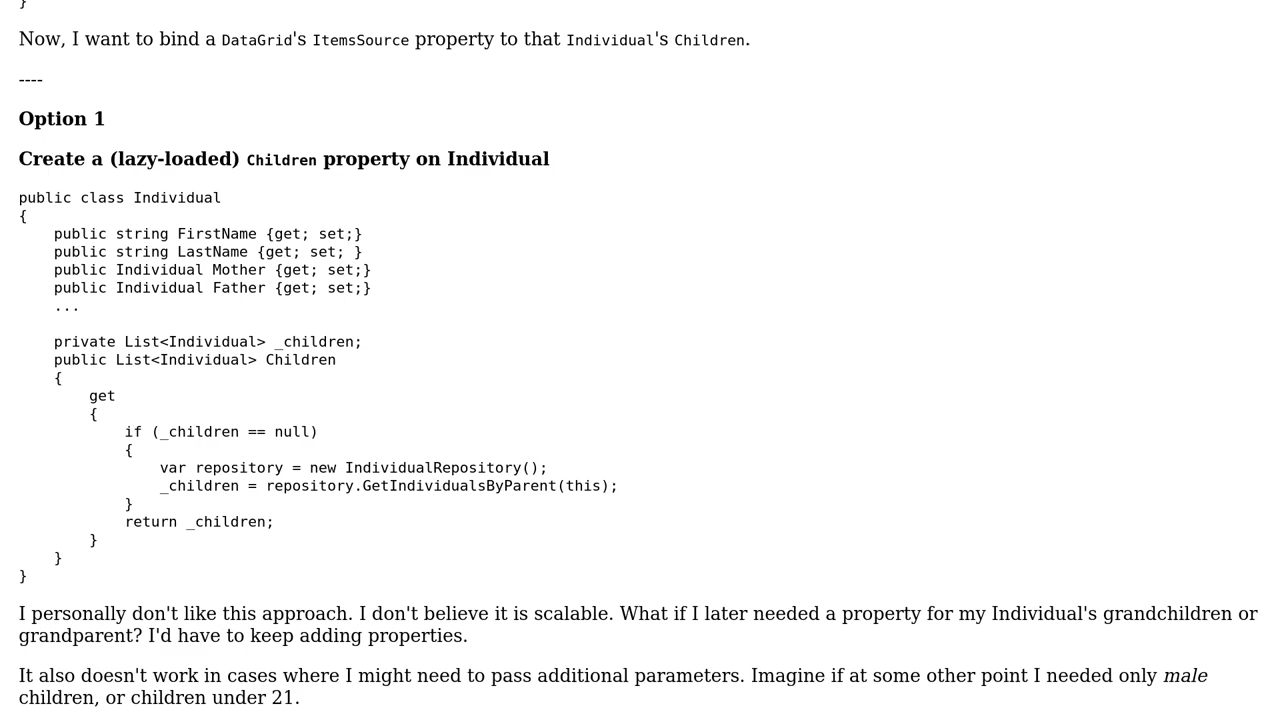 }
Now, I want to bind a DataGrid's ItemsSource property to that Individual's Children.
----
Option 1
Create a (lazy-loaded) Children property on Individual
public class Individual
{
    public string FirstName {get; set;}
    public string LastName {get; set; }
    public Individual Mother {get; set;}
    public Individual Father {get; set;}
    ...
    private List<Individual> _children;
    public List<Individual> Children
    {
        get
        {
            if (_children == null)
            {
                var repository = new IndividualRepository();
                _children = repository.GetIndividualsByParent(this);
            }
            return _children;
        }
    }
}
I personally don't like this approach. I don't believe it is scalable. What if I later needed a property for my Individual's grandchildren or
grandparent? I'd have to keep adding properties.
It also doesn't work in cases where I might need to pass additional parameters. Imagine if at some other point I needed only male
children, or children under 21.